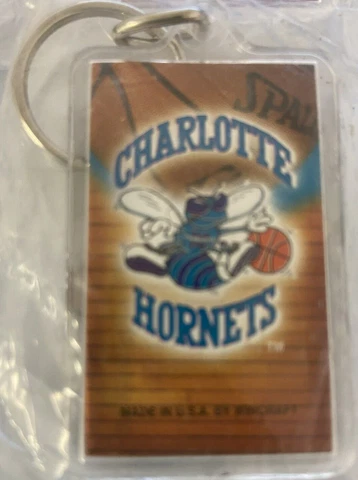 SPAL
CHARLOTTE
HORNETS
TM
MADE IN U.S.A. BY WINCRAFT